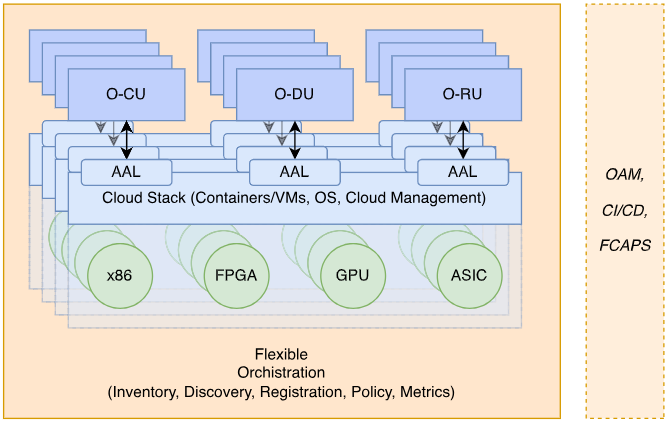 O-CU
O-DU
O-RU
AAL
AAL
AAL
Cloud Stack (Containers/VMs, OS, Cloud Management)
x86
FPGA
GPU
ASIC
Flexible
Orchistration
(Inventory, Discovery, Registration, Policy, Metrics)
OAM,
CI/CD,
FCAPS